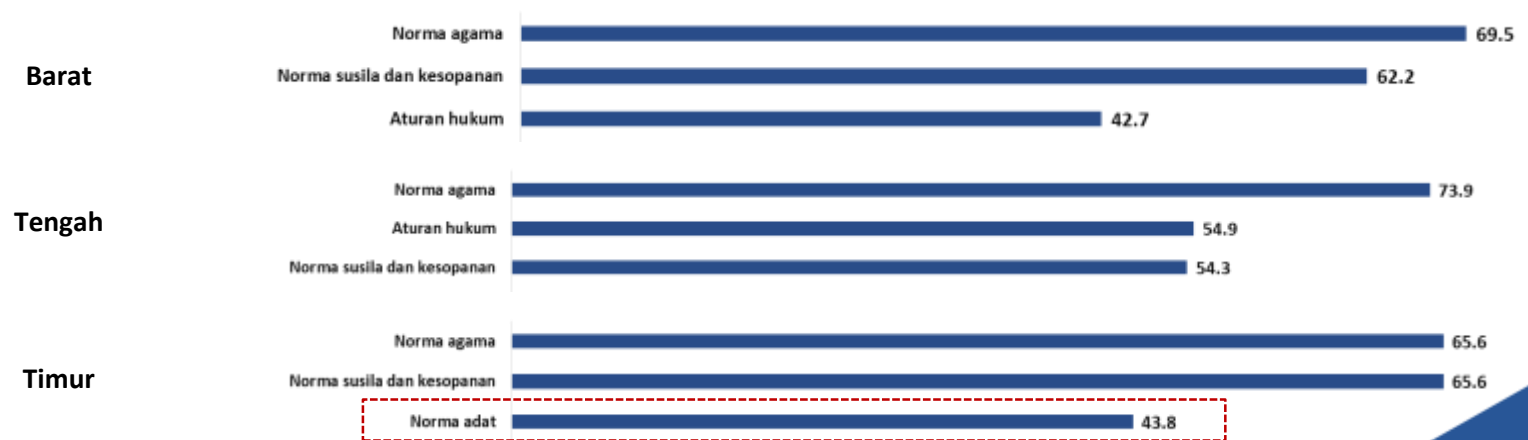 Barat
Norma agama 69.5
Norma susila dan kesopanan 62.2
Aturan hukum 42.7
Tengah
Norma agama 73.9
Aturan hukum 54.9
Norma susila dan kesopanan 54.3
Timur
Norma agama 65.6
Norma susila dan kesopanan 65.6
Norma adat 43.8